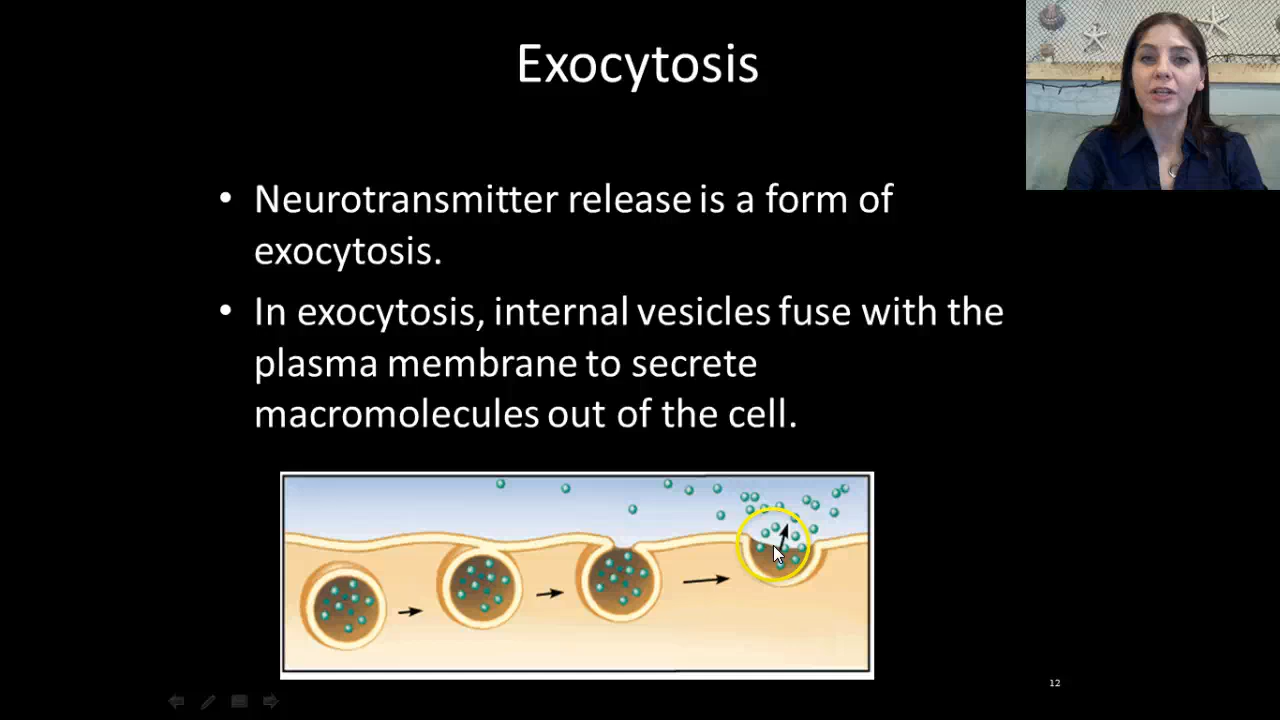 Exocytosis
• Neurotransmitter release is a form of
exocytosis.
• In exocytosis, internal vesicles fuse with the
plasma membrane to secrete
macromolecules out of the cell.
12